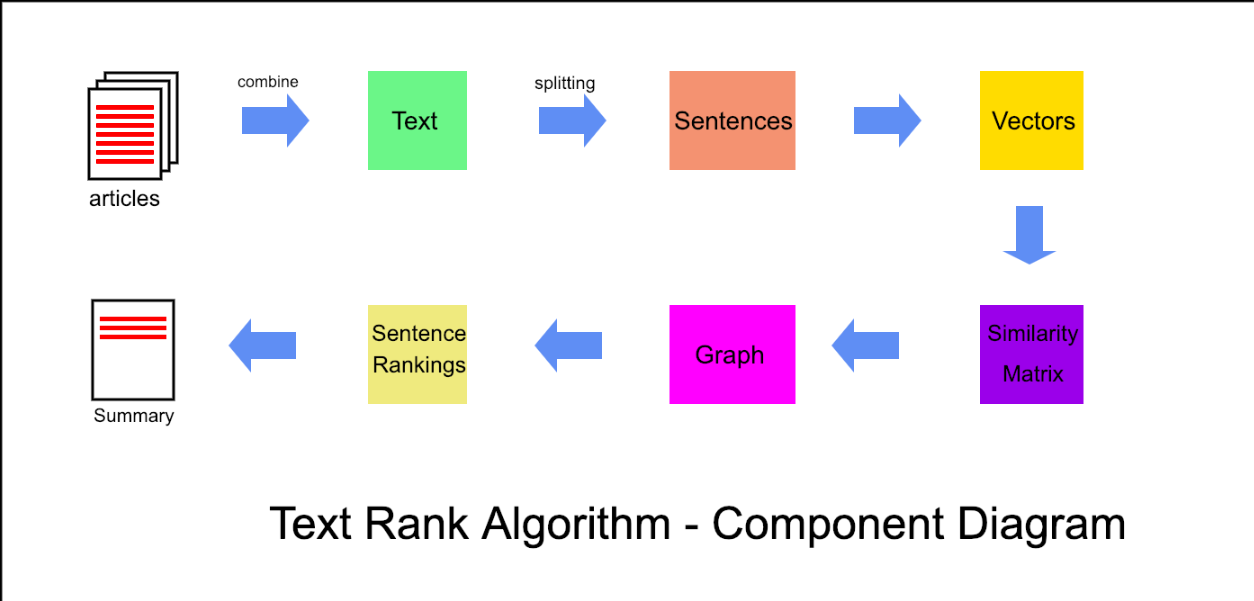 combine
splitting
Text
Sentences
Vectors
articles
Similarity
Matrix
Graph
Sentence
Rankings
Summary
Text Rank Algorithm - Component Diagram